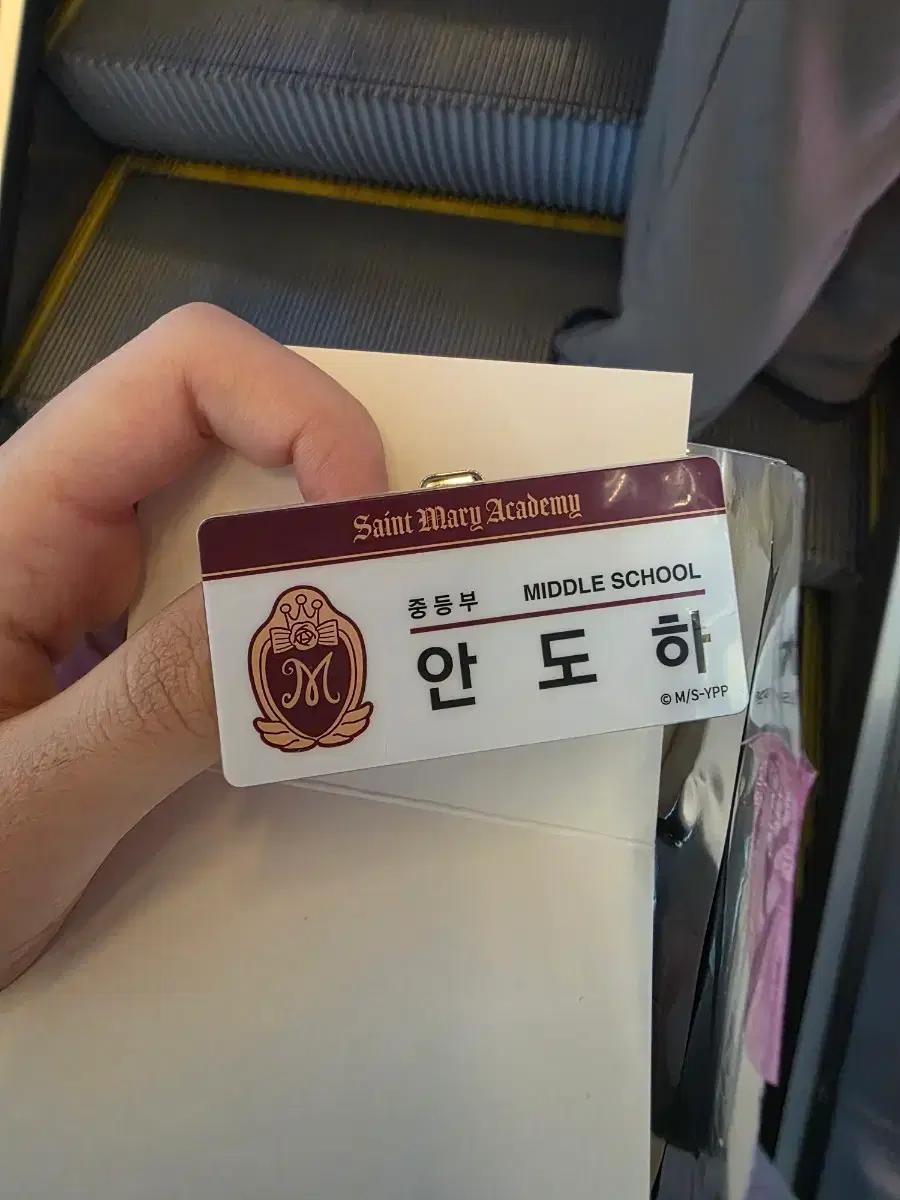 Saint Mary Academy
중등부 MIDDLE SCHOOL
안 도 하
M
© M/S-YPP